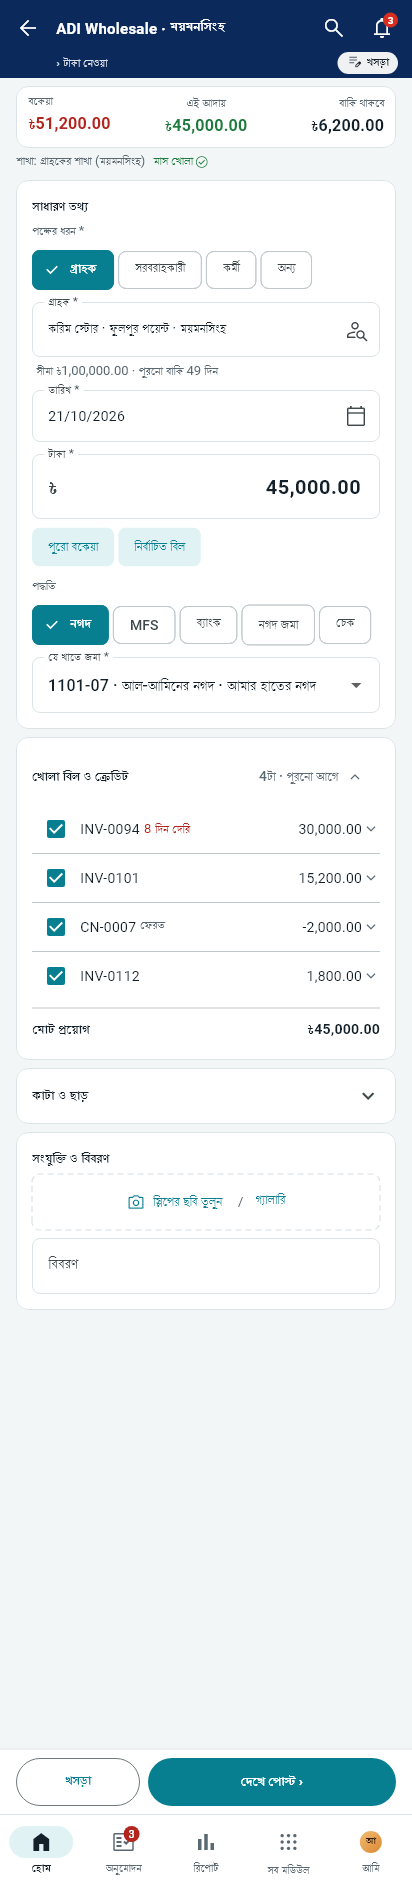 ADI Wholesale · ময়মনসিংহ
3
› টাকা নেওয়া
খসড়া
বকেয়া
এই আদায়
বাকি থাকবে
৳51,200.00
৳45,000.00
৳6,200.00
শাখা: গ্রাহকের শাখা (ময়মনসিংহ) মাস খোলা
সাধারণ তথ্য
পক্ষের ধরন *
গ্রাহক
সরবরাহকারী
কর্মী
অন্য
গ্রাহক *
করিম স্টোর · ফুলপুর পয়েন্ট · ময়মনসিংহ
সীমা ৳1,00,000.00 · পুরনো বাকি 49 দিন
তারিখ *
21/10/2026
টাকা *
৳ 45,000.00
পুরো বকেয়া
নির্বাচিত বিল
পদ্ধতি
নগদ
MFS
ব্যাংক
নগদ জমা
চেক
যে খাতে জমা *
1101-07 · আল-আমিনের নগদ · আমার হাতের নগদ
খোলা বিল ও ক্রেডিট 4টা · পুরনো আগে
INV-0094 8 দিন দেরি 30,000.00
INV-0101 15,200.00
CN-0007 ফেরত -2,000.00
INV-0112 1,800.00
মোট প্রয়োগ ৳45,000.00
কাটা ও ছাড়
সংযুক্তি ও বিবরণ
স্লিপের ছবি তুলুন / গ্যালারি
বিবরণ
খসড়া
দেখে পোস্ট ›
3
আ
হোম
অনুমোদন
রিপোর্ট
সব মডিউল
আমি